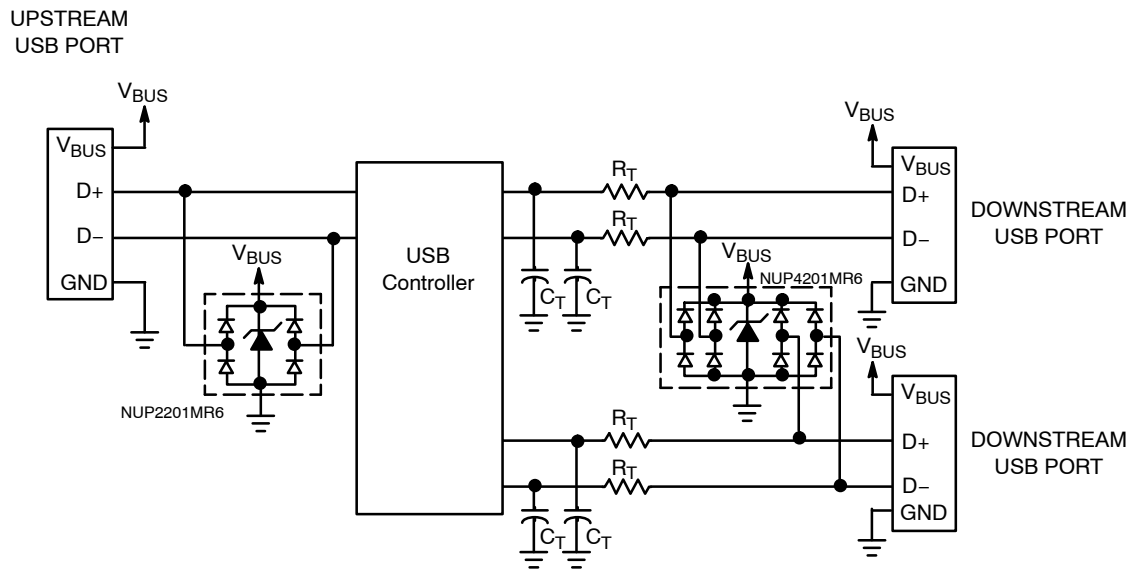 UPSTREAM
USB PORT
VBUS
VBUS
D+
D−
GND
VBUS
NUP2201MR6
USB
Controller
RT
RT
CT
CT
VBUS
NUP4201MR6
VBUS
VBUS
D+
D−
GND
DOWNSTREAM
USB PORT
RT
RT
CT
CT
VBUS
VBUS
D+
D−
GND
DOWNSTREAM
USB PORT